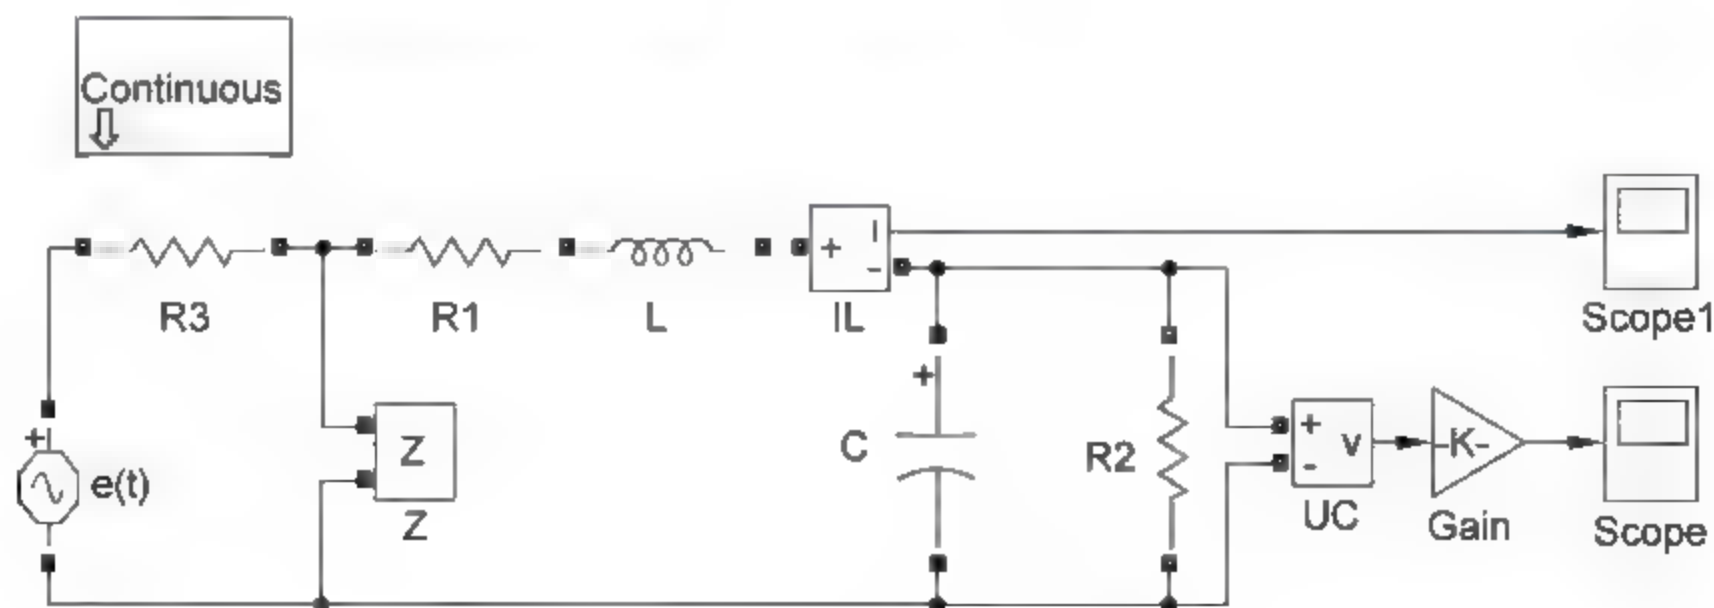 Continuous
I
+
-
R3
R1
L
IL
Scope1
+
+
e(t)
Z
Z
C
R2
+
-
v
-K-
UC
Gain
Scope